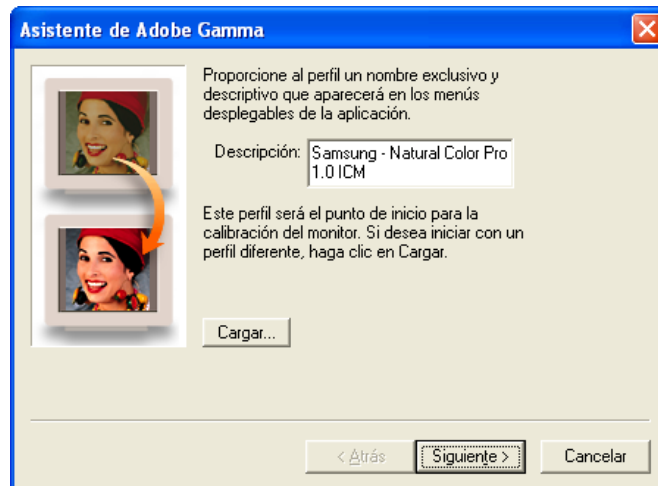 Asistente de Adobe Gamma
Proporcione al perfil un nombre exclusivo y
descriptivo que aparecerá en los menús
desplegables de la aplicación.
Descripción: Samsung - Natural Color Pro
1.0 ICM
Este perfil será el punto de inicio para la
calibración del monitor. Si desea iniciar con un
perfil diferente, haga clic en Cargar.
Cargar...
< Atrás Siguiente > Cancelar